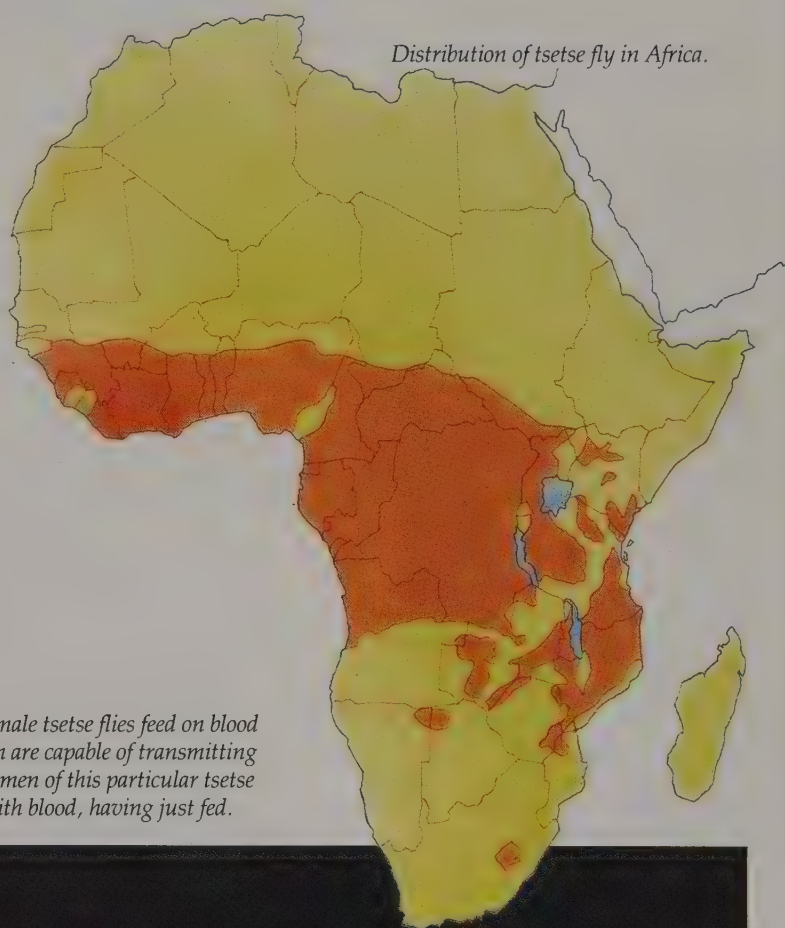 Distribution of tsetse fly in Africa.
male tsetse flies feed on blood
are capable of transmitting
men of this particular tsetse
ith blood, having just fed.